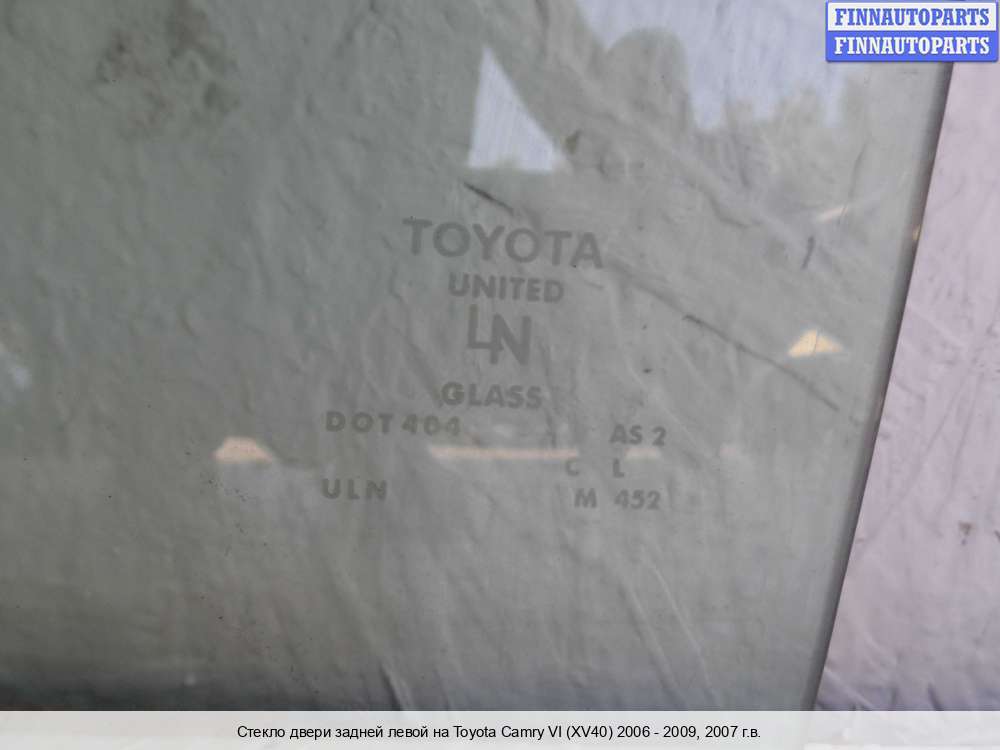 FINNAUTOPARTS
FINNAUTOPARTS
TOYOTA
UNITED
LN
GLASS
DOT 404
AS 2
C L
ULN
M 452
Стекло двери задней левой на Toyota Camry VI (XV40) 2006 - 2009, 2007 г.в.